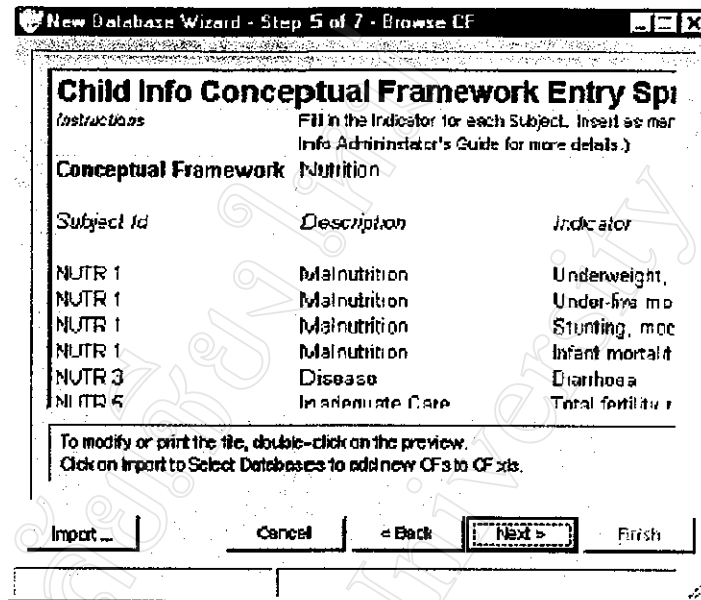 New Database Wizard - Step 5 of 7 - Browse CF
Child Info Conceptual Framework Entry Spr
Instructions Fill in the Indicator for each Subject. Insert as mar
Info Adminindator's Guide for more details.)
Conceptual Framework Nutrition
Subject Id Description Indicator
NUTR 1 Malnutrition Underweight,
NUTR 1 Malnutrition Under-five mo
NUTR 1 Malnutrition Stunting, mod
NUTR 1 Malnutrition Infant mortalit
NUTR 3 Disease Diarrhoea
NUTR 5 Inadequate Care Total fertility r
To modify or print the file, double-click on the preview.
Click on Import to Select Databases to add new CFs to CF.xls.
Import ... Cancel < Back Next > Finish
University